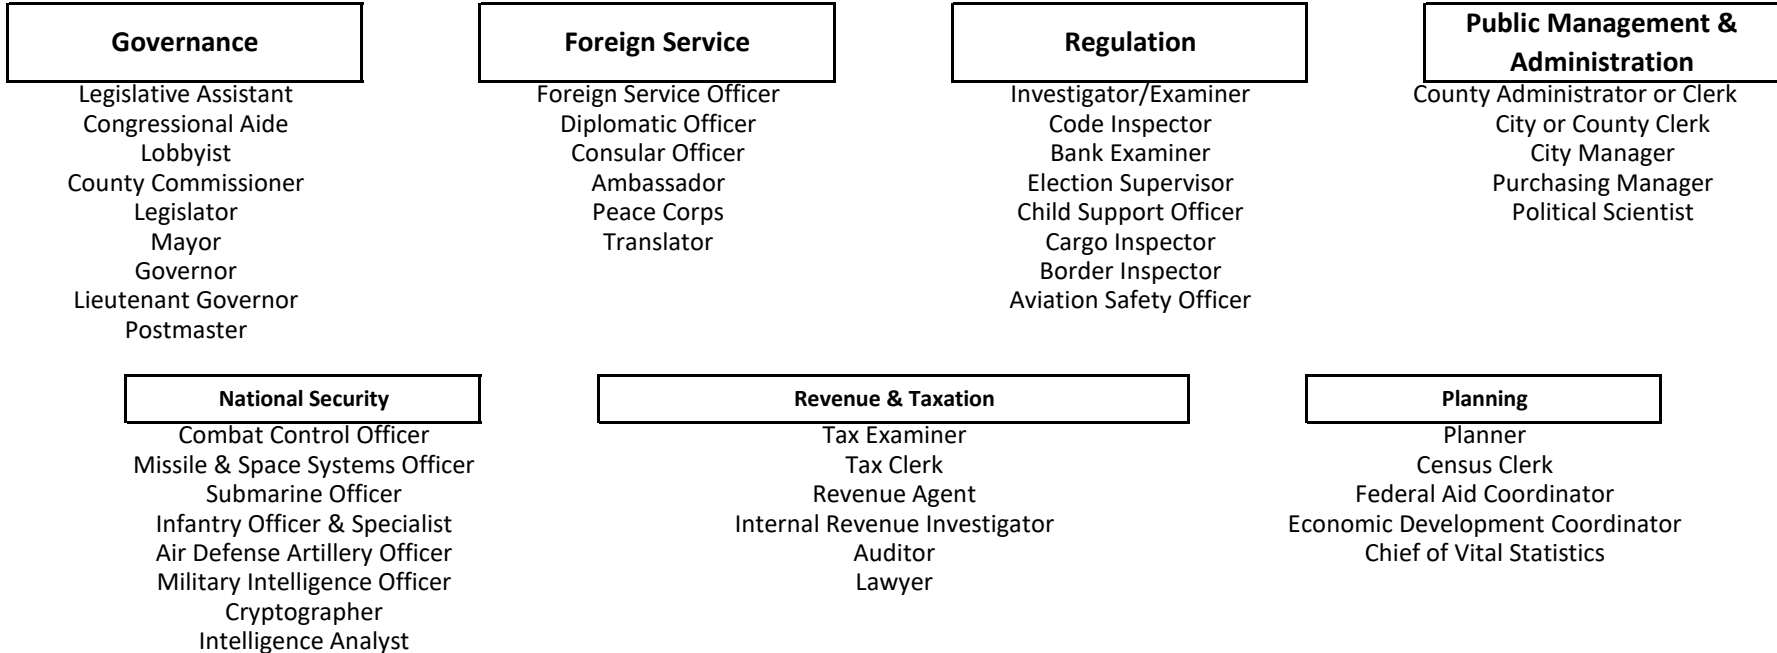 Governance
Legislative Assistant
Congressional Aide
Lobbyist
County Commissioner
Legislator
Mayor
Governor
Lieutenant Governor
Postmaster
Foreign Service
Foreign Service Officer
Diplomatic Officer
Consular Officer
Ambassador
Peace Corps
Translator
Regulation
Investigator/Examiner
Code Inspector
Bank Examiner
Election Supervisor
Child Support Officer
Cargo Inspector
Border Inspector
Aviation Safety Officer
Public Management &
Administration
County Administrator or Clerk
City or County Clerk
City Manager
Purchasing Manager
Political Scientist
National Security
Combat Control Officer
Missile & Space Systems Officer
Submarine Officer
Infantry Officer & Specialist
Air Defense Artillery Officer
Military Intelligence Officer
Cryptographer
Intelligence Analyst
Revenue & Taxation
Tax Examiner
Tax Clerk
Revenue Agent
Internal Revenue Investigator
Auditor
Lawyer
Planning
Planner
Census Clerk
Federal Aid Coordinator
Economic Development Coordinator
Chief of Vital Statistics